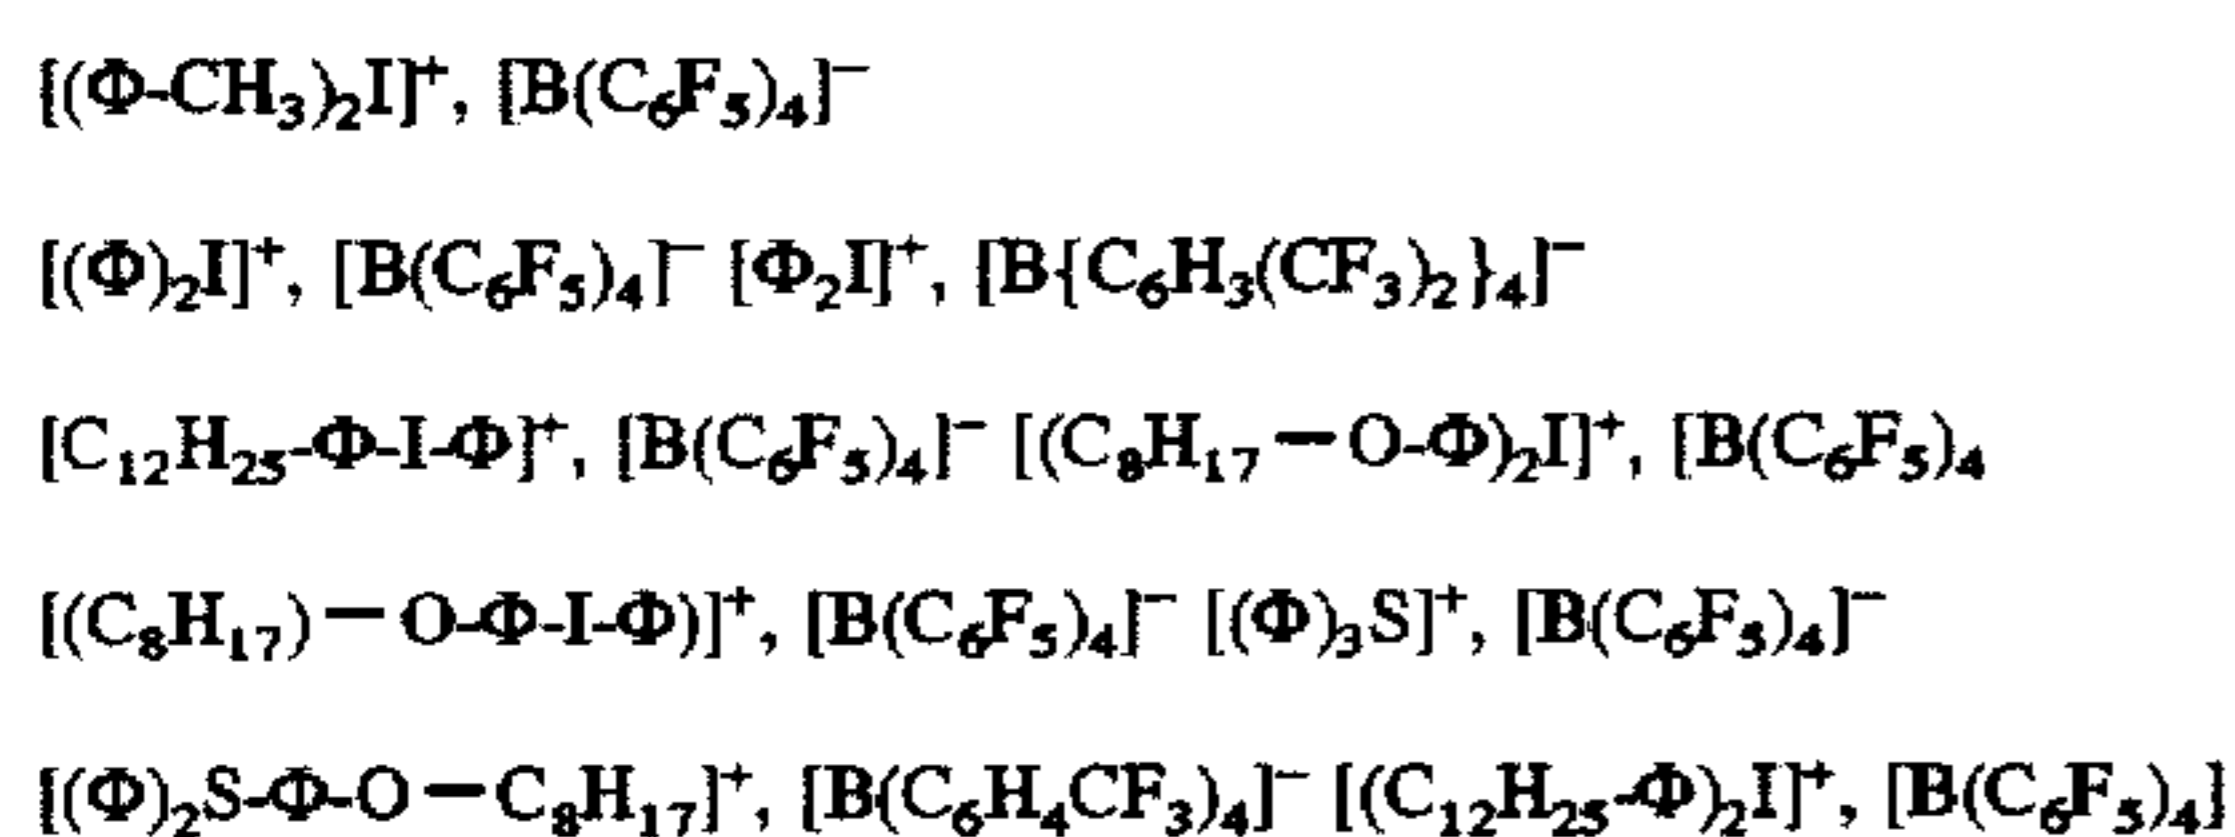 [(Φ-CH₃)₂I]⁺, [B(C₆F₅)₄]⁻
[(Φ)₂I]⁺, [B(C₆F₅)₄]⁻ [Φ₂I]⁺, [B{C₆H₃(CF₃)₂}₄]⁻
[C₁₂H₂₅-Φ-I-Φ]⁺, [B(C₆F₅)₄]⁻ [(C₈H₁₇—O-Φ)₂I]⁺, [B(C₆F₅)₄
[(C₈H₁₇)—O-Φ-I-Φ)]⁺, [B(C₆F₅)₄]⁻ [(Φ)₃S]⁺, [B(C₆F₅)₄]⁻
[(Φ)₂S-Φ-O—C₈H₁₇]⁺, [B(C₆H₄CF₃)₄]⁻ [(C₁₂H₂₅-Φ)₂I]⁺, [B(C₆F₅)₄]